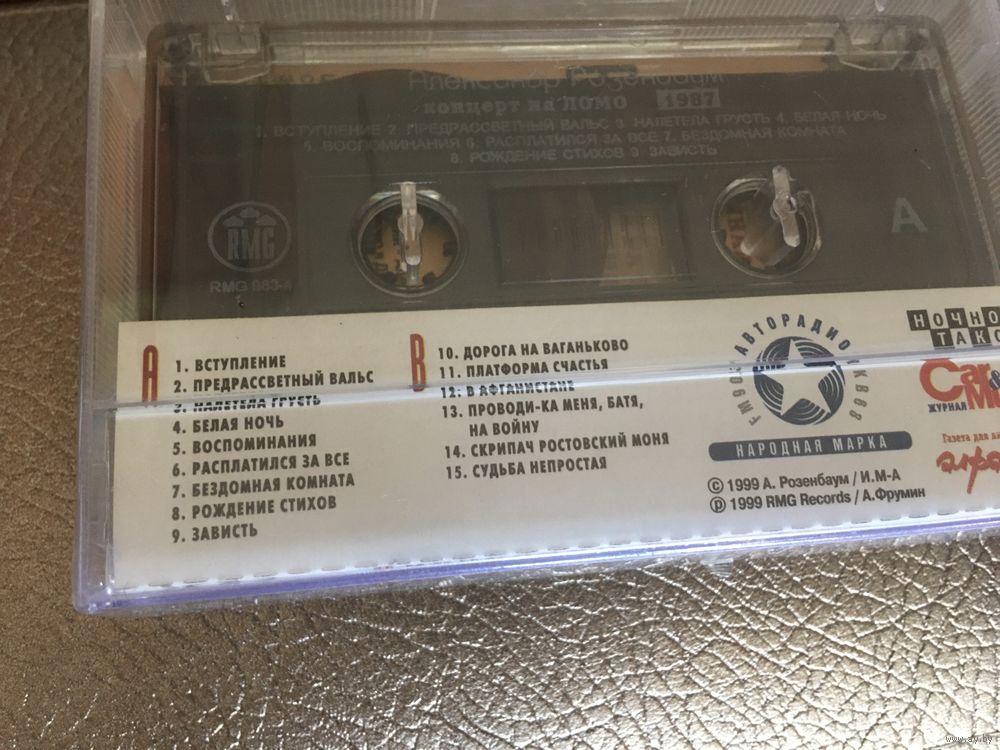 Александр Розенбаум
концерт на ЛОМО 1987
1. ВСТУПЛЕНИЕ 2. ПРЕДРАССВЕТНЫЙ ВАЛЬС 3. НАЛЕТЕЛА ГРУСТЬ 4. БЕЛАЯ НОЧЬ
5. ВОСПОМИНАНИЯ 6. РАСПЛАТИЛСЯ ЗА ВСЕ 7. БЕЗДОМНАЯ КОМНАТА
8. РОЖДЕНИЕ СТИХОВ 9. ЗАВИСТЬ
RMG
RMG 983-4
A
A
1. ВСТУПЛЕНИЕ
2. ПРЕДРАССВЕТНЫЙ ВАЛЬС
3. НАЛЕТЕЛА ГРУСТЬ
4. БЕЛАЯ НОЧЬ
5. ВОСПОМИНАНИЯ
6. РАСПЛАТИЛСЯ ЗА ВСЕ
7. БЕЗДОМНАЯ КОМНАТА
8. РОЖДЕНИЕ СТИХОВ
9. ЗАВИСТЬ
B
10. ДОРОГА НА ВАГАНЬКОВО
11. ПЛАТФОРМА СЧАСТЬЯ
12. В АФГАНИСТАНЕ
13. ПРОВОДИ-КА МЕНЯ, БАТЯ,
НА ВОЙНУ
14. СКРИПАЧ РОСТОВСКИЙ МОНЯ
15. СУДЬБА НЕПРОСТАЯ
АВТОРАДИО
НАРОДНАЯ МАРКА
© 1999 А. Розенбаум / И.М-А
℗ 1999 RMG Records / А.Фрумин
НОЧНО
ТАКС
Car
&
ЖУРНАЛ
Газета для
www.ay.by